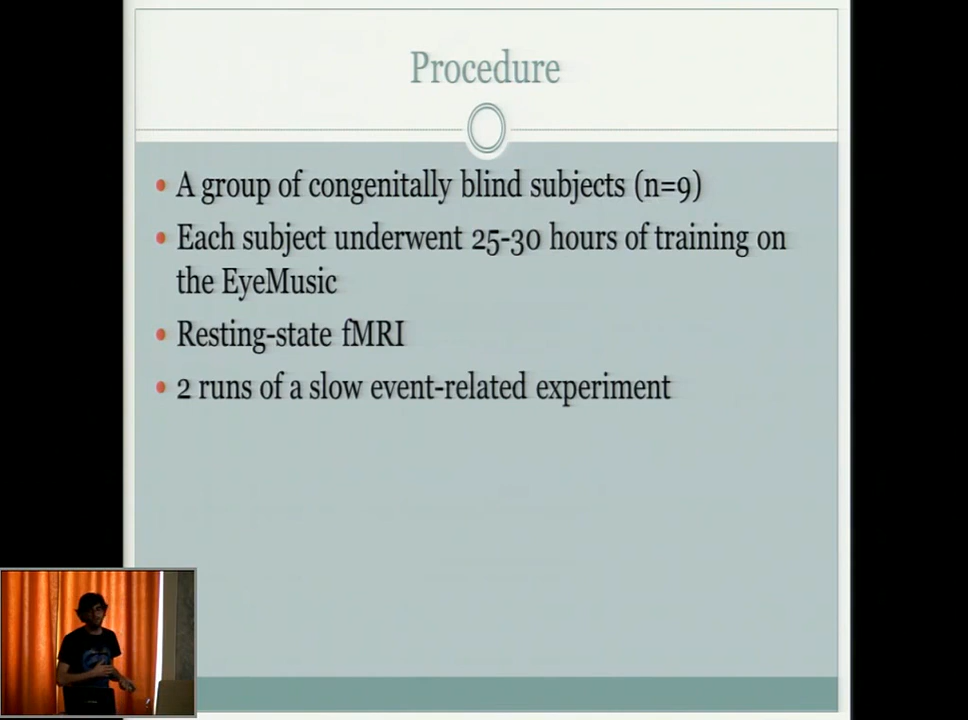 Procedure
• A group of congenitally blind subjects (n=9)
• Each subject underwent 25-30 hours of training on
the EyeMusic
• Resting-state fMRI
• 2 runs of a slow event-related experiment